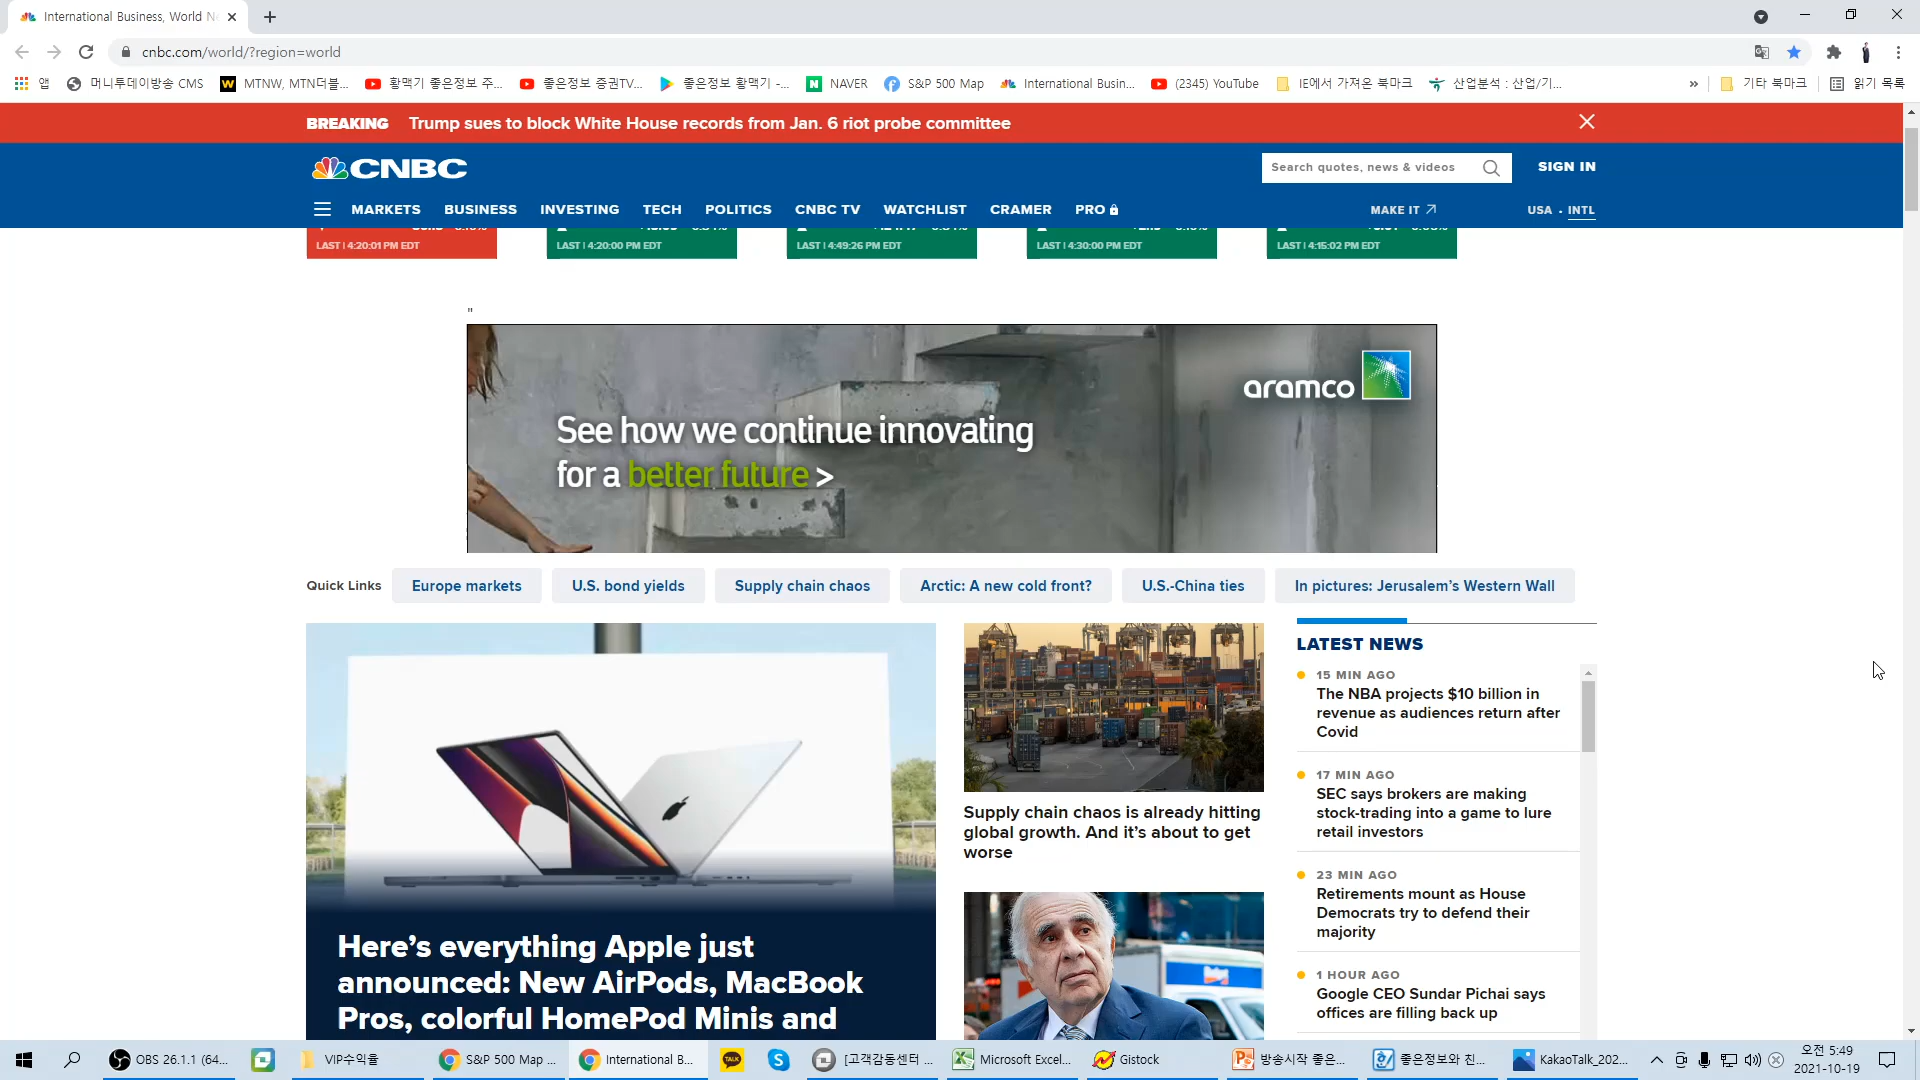 International Business, World Ne
cnbc.com/world/?region=world
앱
머니투데이방송 CMS
MTNW, MTN더블...
황맥기 좋은정보 주...
좋은정보 증권TV...
좋은정보 황맥기 -...
NAVER
S&P 500 Map
International Busin...
(2345) YouTube
IE에서 가져온 북마크
산업분석 : 산업/기...
»
기타 북마크
읽기 목록
BREAKING Trump sues to block White House records from Jan. 6 riot probe committee
CNBC
Search quotes, news & videos
SIGN IN
MARKETS BUSINESS INVESTING TECH POLITICS CNBC TV WATCHLIST CRAMER PRO
MAKE IT
USA • INTL
LAST | 4:20:01 PM EDT
LAST | 4:20:00 PM EDT
LAST | 4:49:26 PM EDT
LAST | 4:30:00 PM EDT
LAST | 4:15:02 PM EDT
"
aramco
See how we continue innovating
for a better future >
Quick Links
Europe markets
U.S. bond yields
Supply chain chaos
Arctic: A new cold front?
U.S.-China ties
In pictures: Jerusalem's Western Wall
Here's everything Apple just
announced: New AirPods, MacBook
Pros, colorful HomePod Minis and
Supply chain chaos is already hitting
global growth. And it's about to get
worse
Budget
LATEST NEWS
15 MIN AGO
The NBA projects $10 billion in
revenue as audiences return after
Covid
17 MIN AGO
SEC says brokers are making
stock-trading into a game to lure
retail investors
23 MIN AGO
Retirements mount as House
Democrats try to defend their
majority
1 HOUR AGO
Google CEO Sundar Pichai says
offices are filling back up
OBS 26.1.1 (64...
VIP수익율
S&P 500 Map ...
International B...
TALK
[고객감동센터 ...
Microsoft Excel...
Gistock
방송시작 좋은...
좋은정보와 친...
KakaoTalk_202...
오전 5:49
2021-10-19